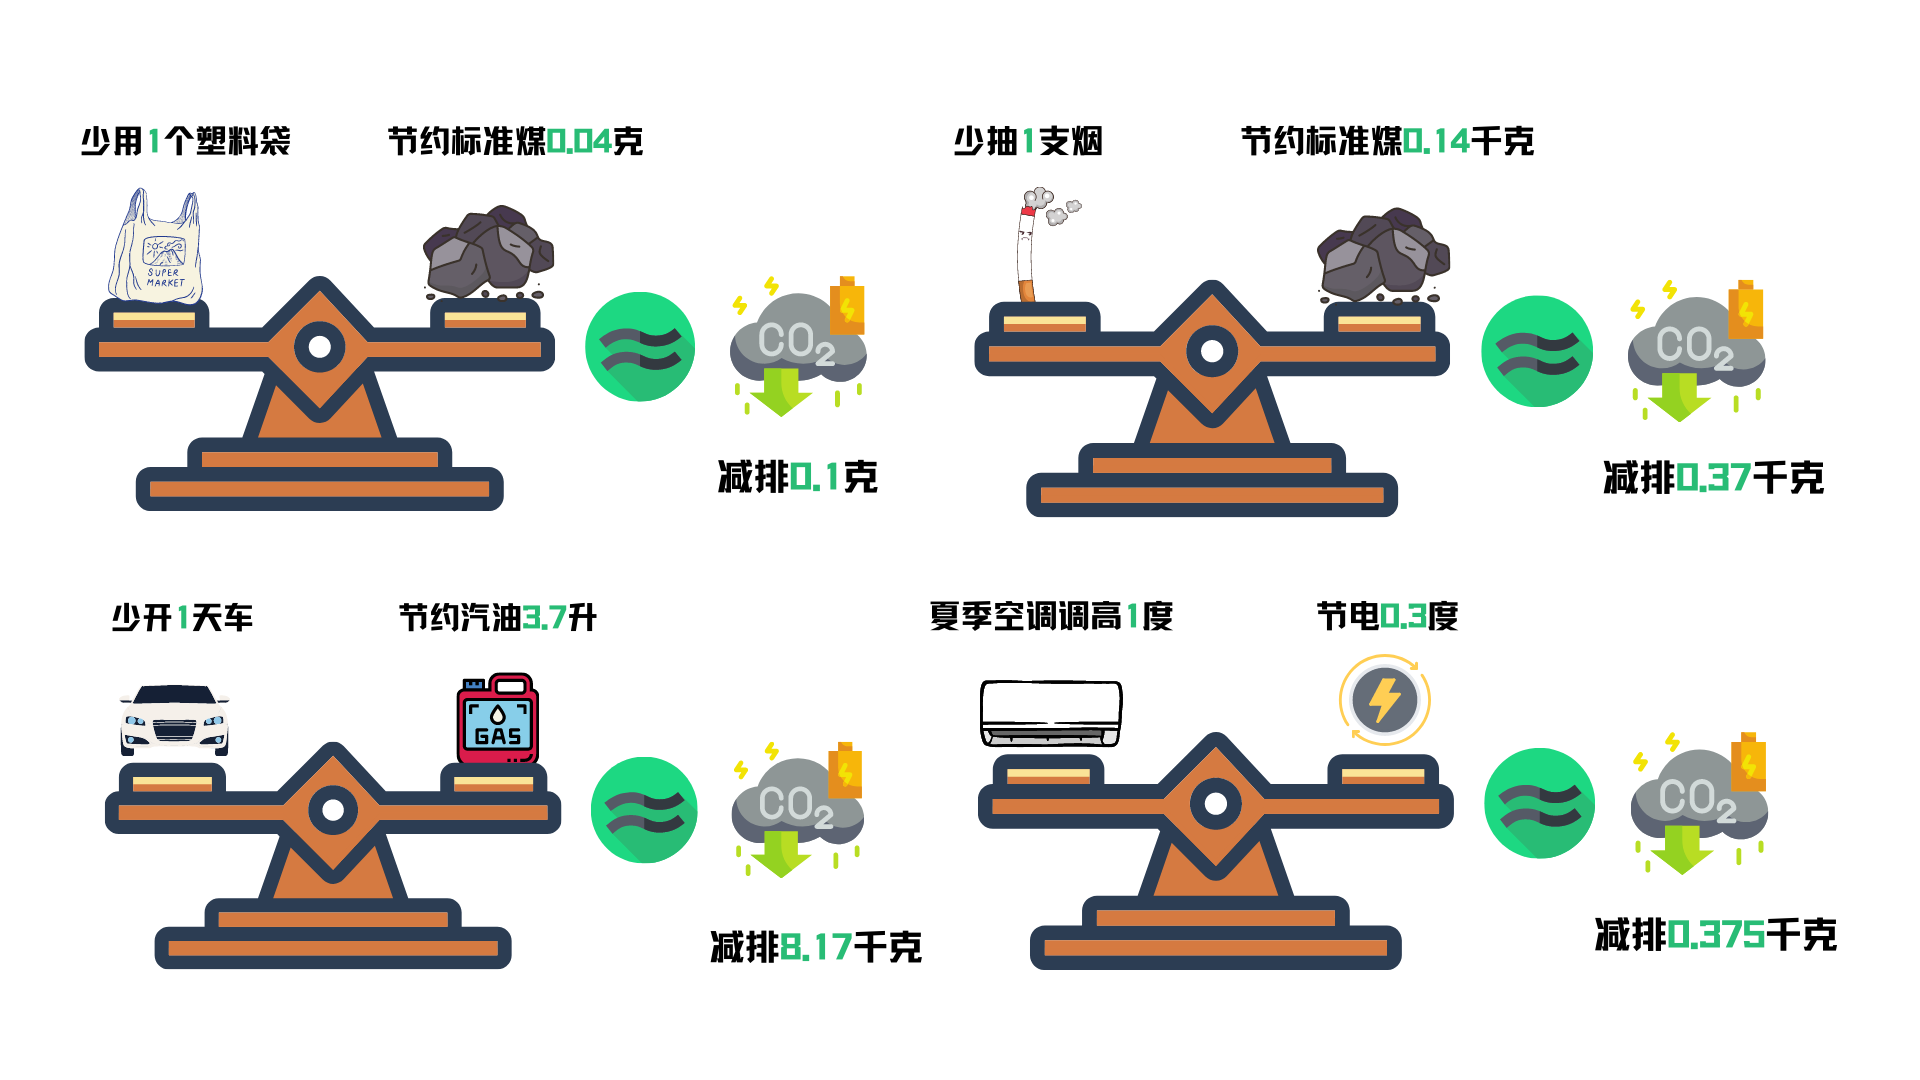 少用1个塑料袋
节约标准煤0.04克
SUPER
MARKET
CO2
减排0.1克
少抽1支烟
节约标准煤0.14千克
CO2
减排0.37千克
少开1天车
节约汽油3.7升
GAS
CO2
减排8.17千克
夏季空调调高1度
节电0.3度
CO2
减排0.375千克